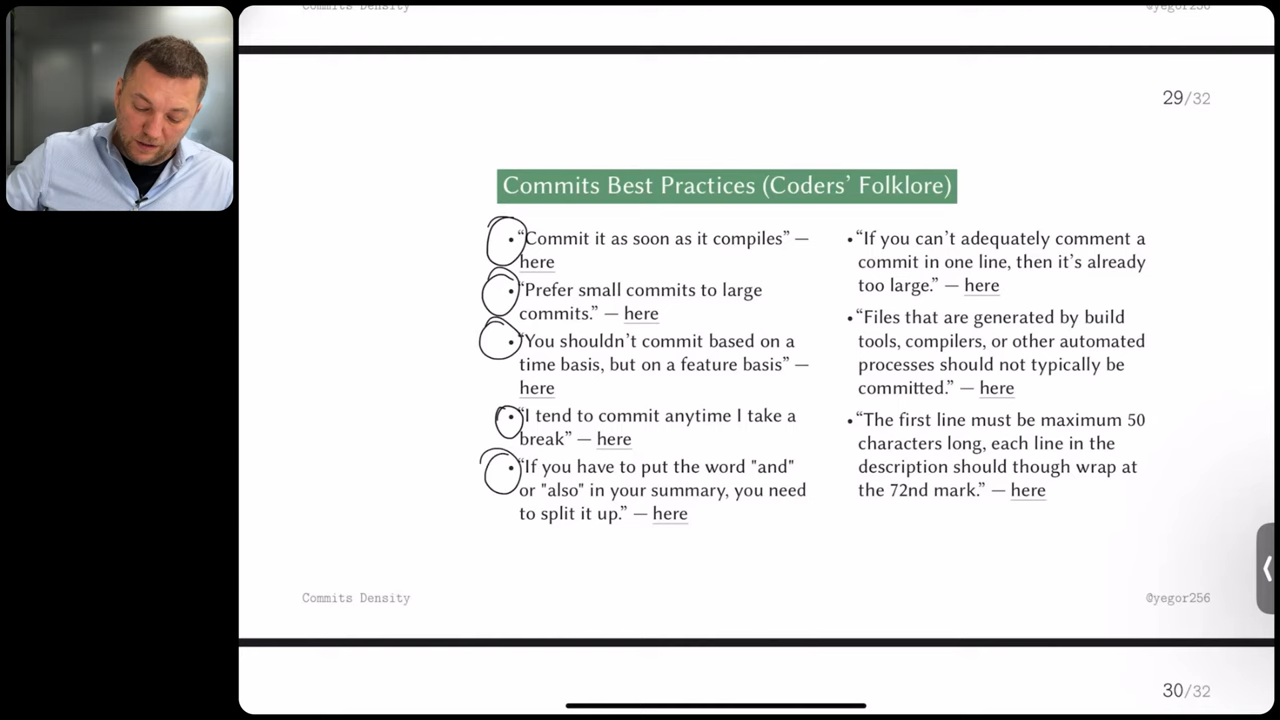 Commits Density
@yegor256
29/32
Commits Best Practices (Coders’ Folklore)
• “Commit it as soon as it compiles” —
here
• “Prefer small commits to large
commits.” — here
• “You shouldn’t commit based on a
time basis, but on a feature basis” —
here
• “I tend to commit anytime I take a
break” — here
• “If you have to put the word "and"
or "also" in your summary, you need
to split it up.” — here
• “If you can’t adequately comment a
commit in one line, then it’s already
too large.” — here
• “Files that are generated by build
tools, compilers, or other automated
processes should not typically be
committed.” — here
• “The first line must be maximum 50
characters long, each line in the
description should though wrap at
the 72nd mark.” — here
Commits Density
@yegor256
30/32